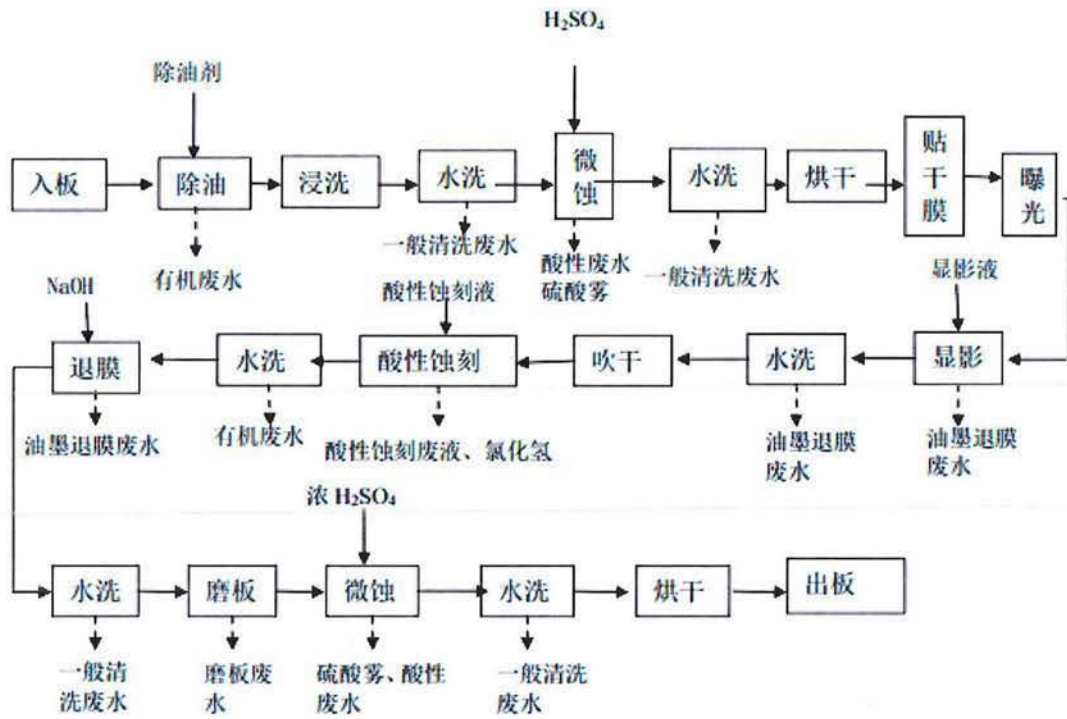 H₂SO₄
除油剂
入板
除油
浸洗
水洗
微
蚀
水洗
烘干
贴
干
膜
曝
光
有机废水
一般清洗废水
酸性废水
硫酸雾
一般清洗废水
NaOH
酸性蚀刻液
显影液
退膜
水洗
酸性蚀刻
吹干
水洗
显影
油墨退膜废水
有机废水
酸性蚀刻废液、氯化氢
油墨退膜
废水
油墨退膜
废水
浓 H₂SO₄
水洗
磨板
微蚀
水洗
烘干
出板
一般清
洗废水
磨板废
水
硫酸雾、酸性
废水
一般清洗
废水